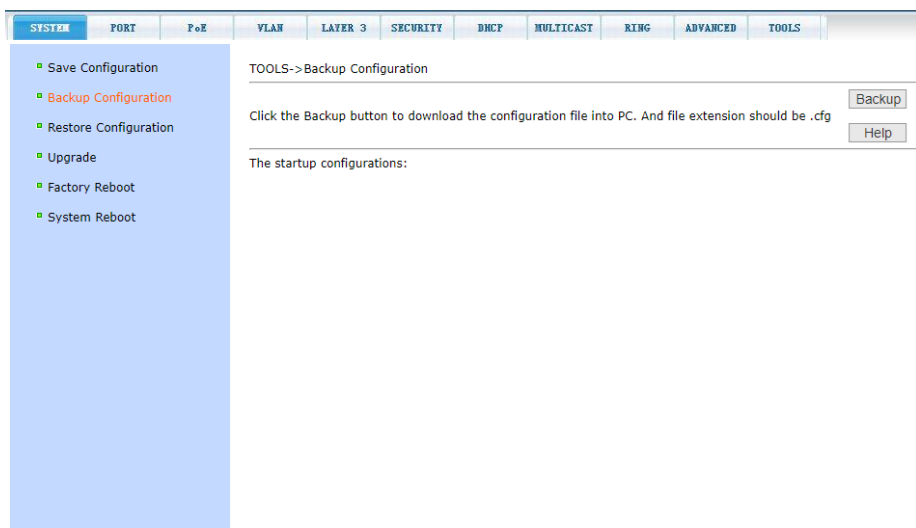 SYSTEM PORT PoE VLAN LAYER 3 SECURITY DHCP MULTICAST RING ADVANCED TOOLS
Save Configuration
Backup Configuration
Restore Configuration
Upgrade
Factory Reboot
System Reboot
TOOLS->Backup Configuration
Click the Backup button to download the configuration file into PC. And file extension should be .cfg
Backup
Help
The startup configurations: